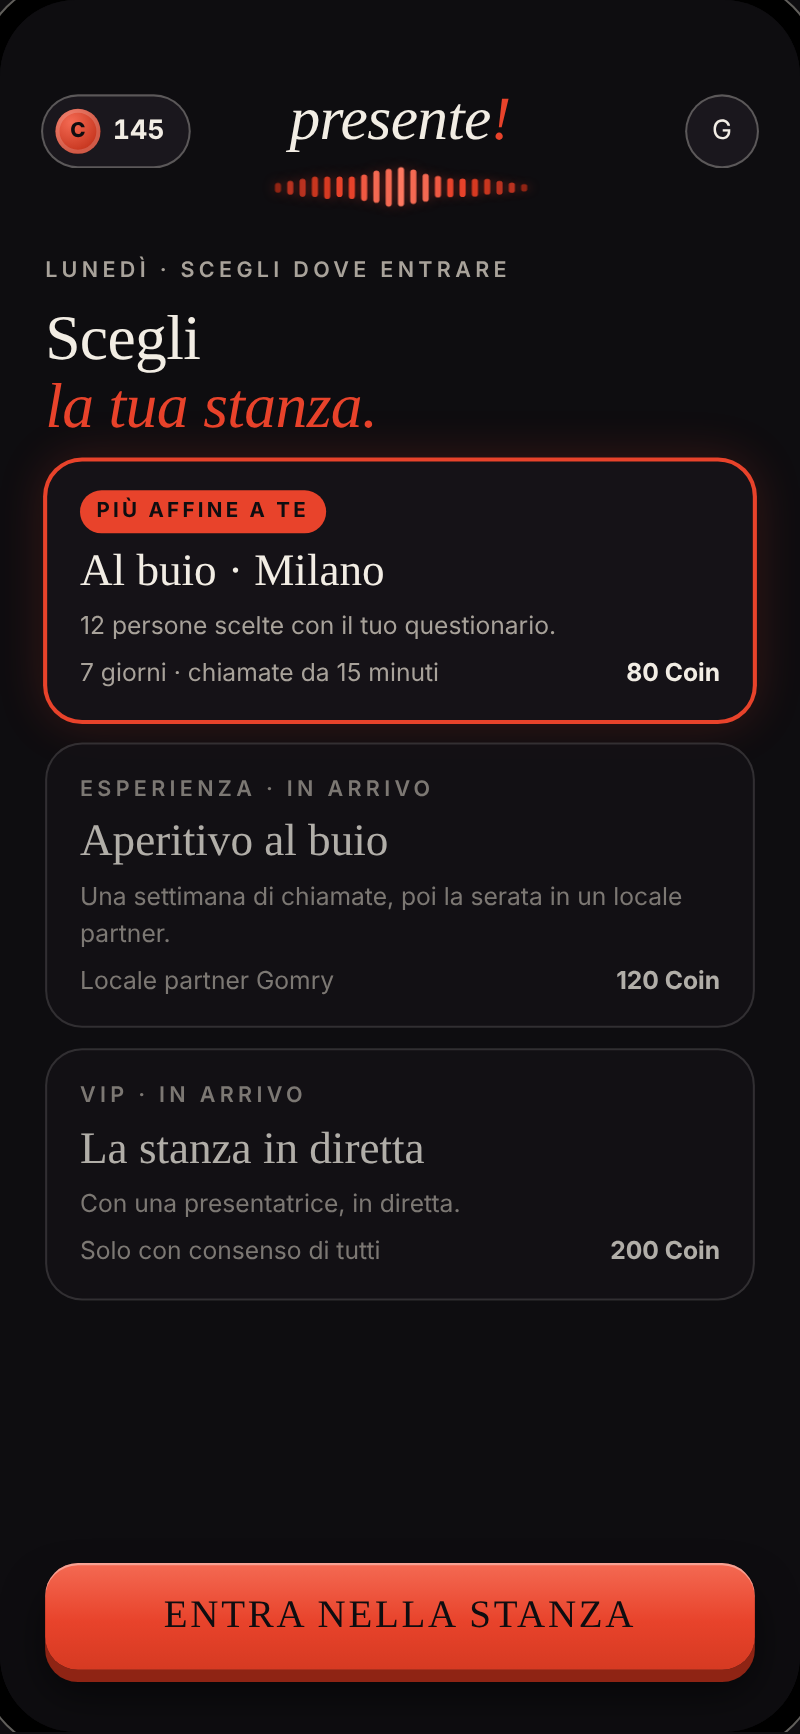 C 145
presente!
G
LUNEDÌ · SCEGLI DOVE ENTRARE
Scegli
la tua stanza.
PIÙ AFFINE A TE
Al buio · Milano
12 persone scelte con il tuo questionario.
7 giorni · chiamate da 15 minuti 80 Coin
ESPERIENZA · IN ARRIVO
Aperitivo al buio
Una settimana di chiamate, poi la serata in un locale
partner.
Locale partner Gomry 120 Coin
VIP · IN ARRIVO
La stanza in diretta
Con una presentatrice, in diretta.
Solo con consenso di tutti 200 Coin
ENTRA NELLA STANZA